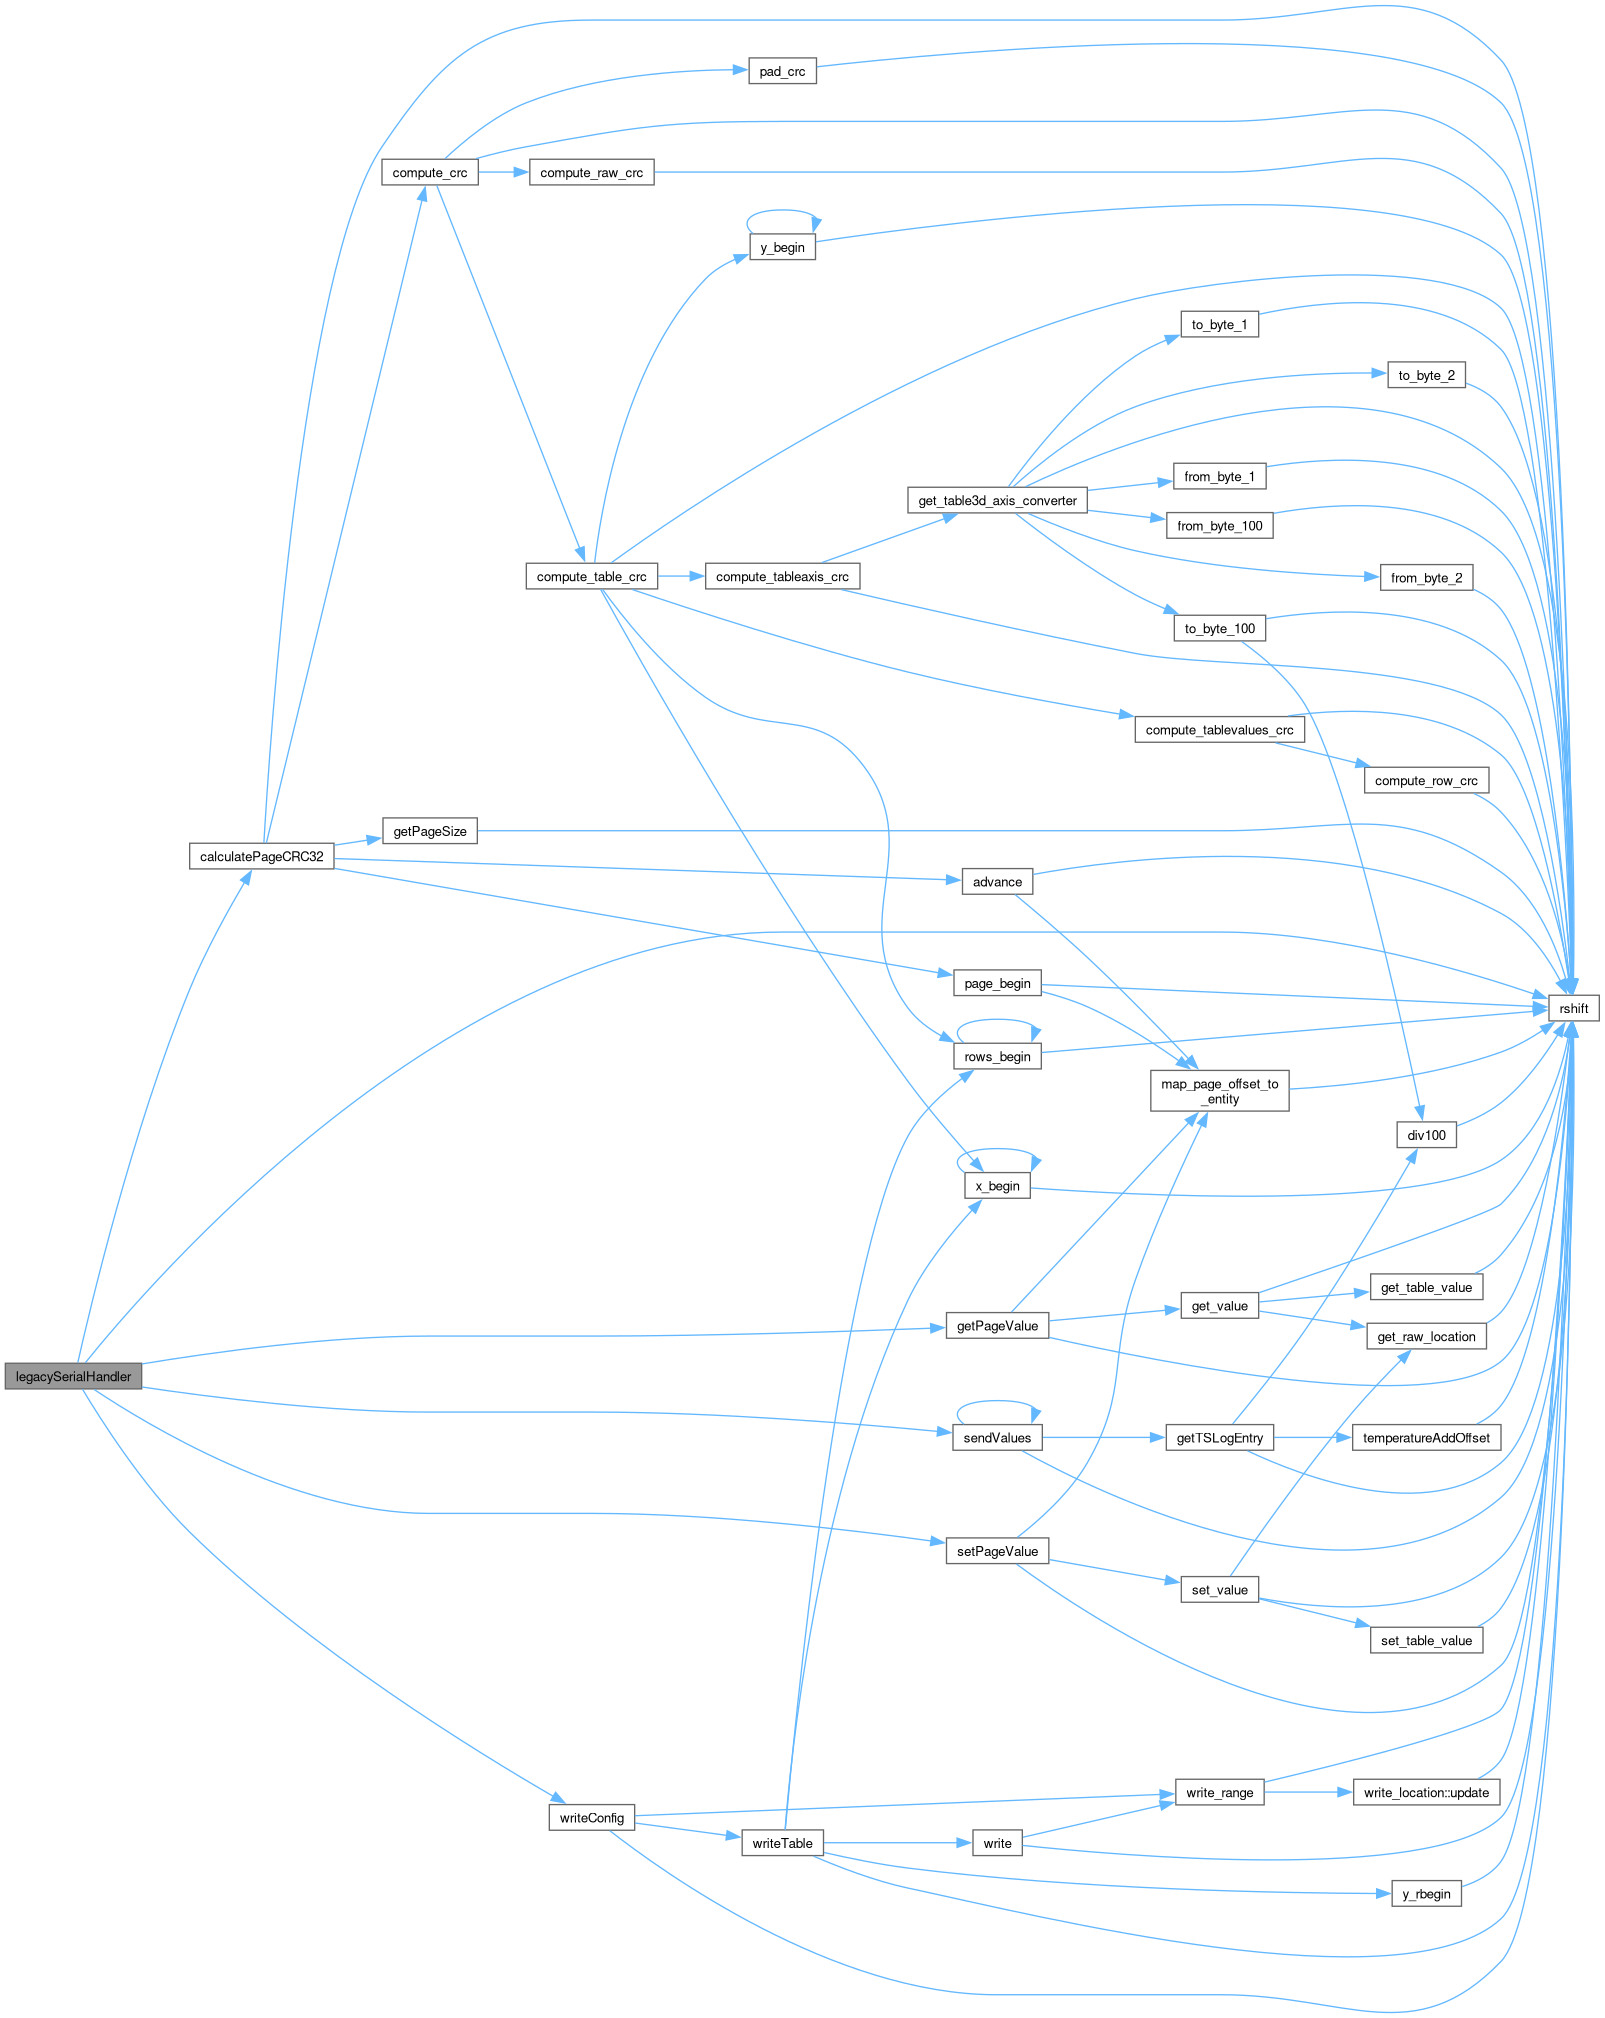 pad_crc
compute_crc
compute_raw_crc
y_begin
to_byte_1
to_byte_2
from_byte_1
get_table3d_axis_converter
from_byte_100
compute_table_crc
compute_tableaxis_crc
from_byte_2
to_byte_100
compute_tablevalues_crc
compute_row_crc
getPageSize
calculatePageCRC32
advance
page_begin
rshift
rows_begin
map_page_offset_to
_entity
div100
x_begin
get_table_value
get_value
getPageValue
get_raw_location
legacySerialHandler
sendValues
getTSLogEntry
temperatureAddOffset
setPageValue
set_value
set_table_value
write_range
write_location::update
writeConfig
writeTable
write
y_rbegin